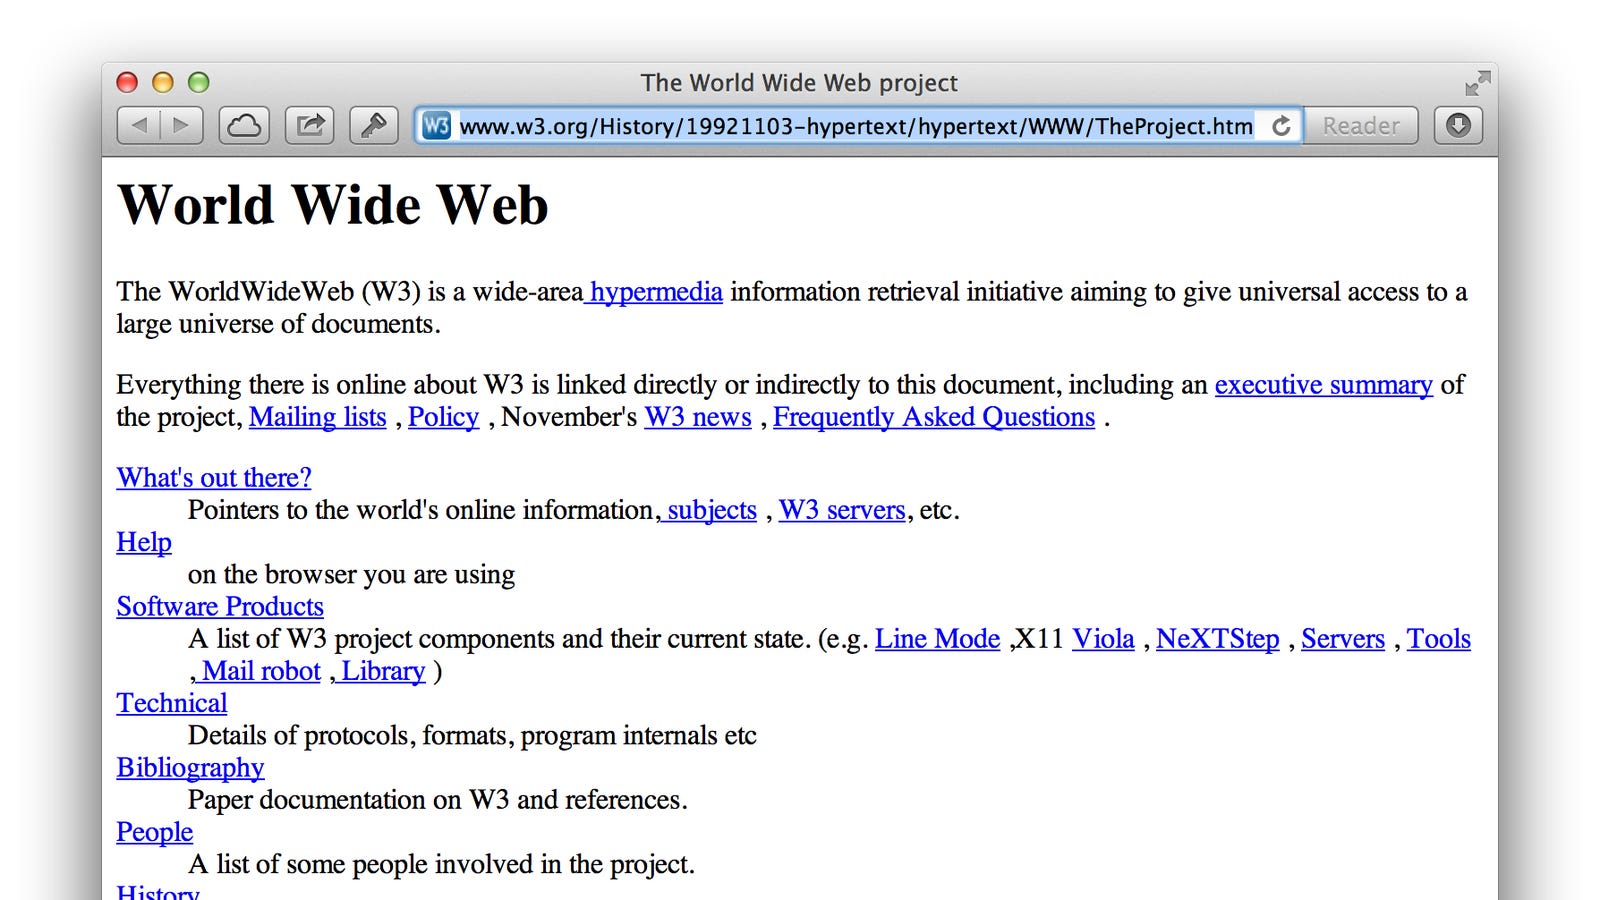 The World Wide Web project
W3 www.w3.org/History/19921103-hypertext/hypertext/WWW/TheProject.htm Reader
World Wide Web
The WorldWideWeb (W3) is a wide-area hypermedia information retrieval initiative aiming to give universal access to a
large universe of documents.
Everything there is online about W3 is linked directly or indirectly to this document, including an executive summary of
the project, Mailing lists , Policy , November's W3 news , Frequently Asked Questions .
What's out there?
Pointers to the world's online information, subjects , W3 servers, etc.
Help
on the browser you are using
Software Products
A list of W3 project components and their current state. (e.g. Line Mode ,X11 Viola , NeXTStep , Servers , Tools
, Mail robot , Library )
Technical
Details of protocols, formats, program internals etc
Bibliography
Paper documentation on W3 and references.
People
A list of some people involved in the project.
History